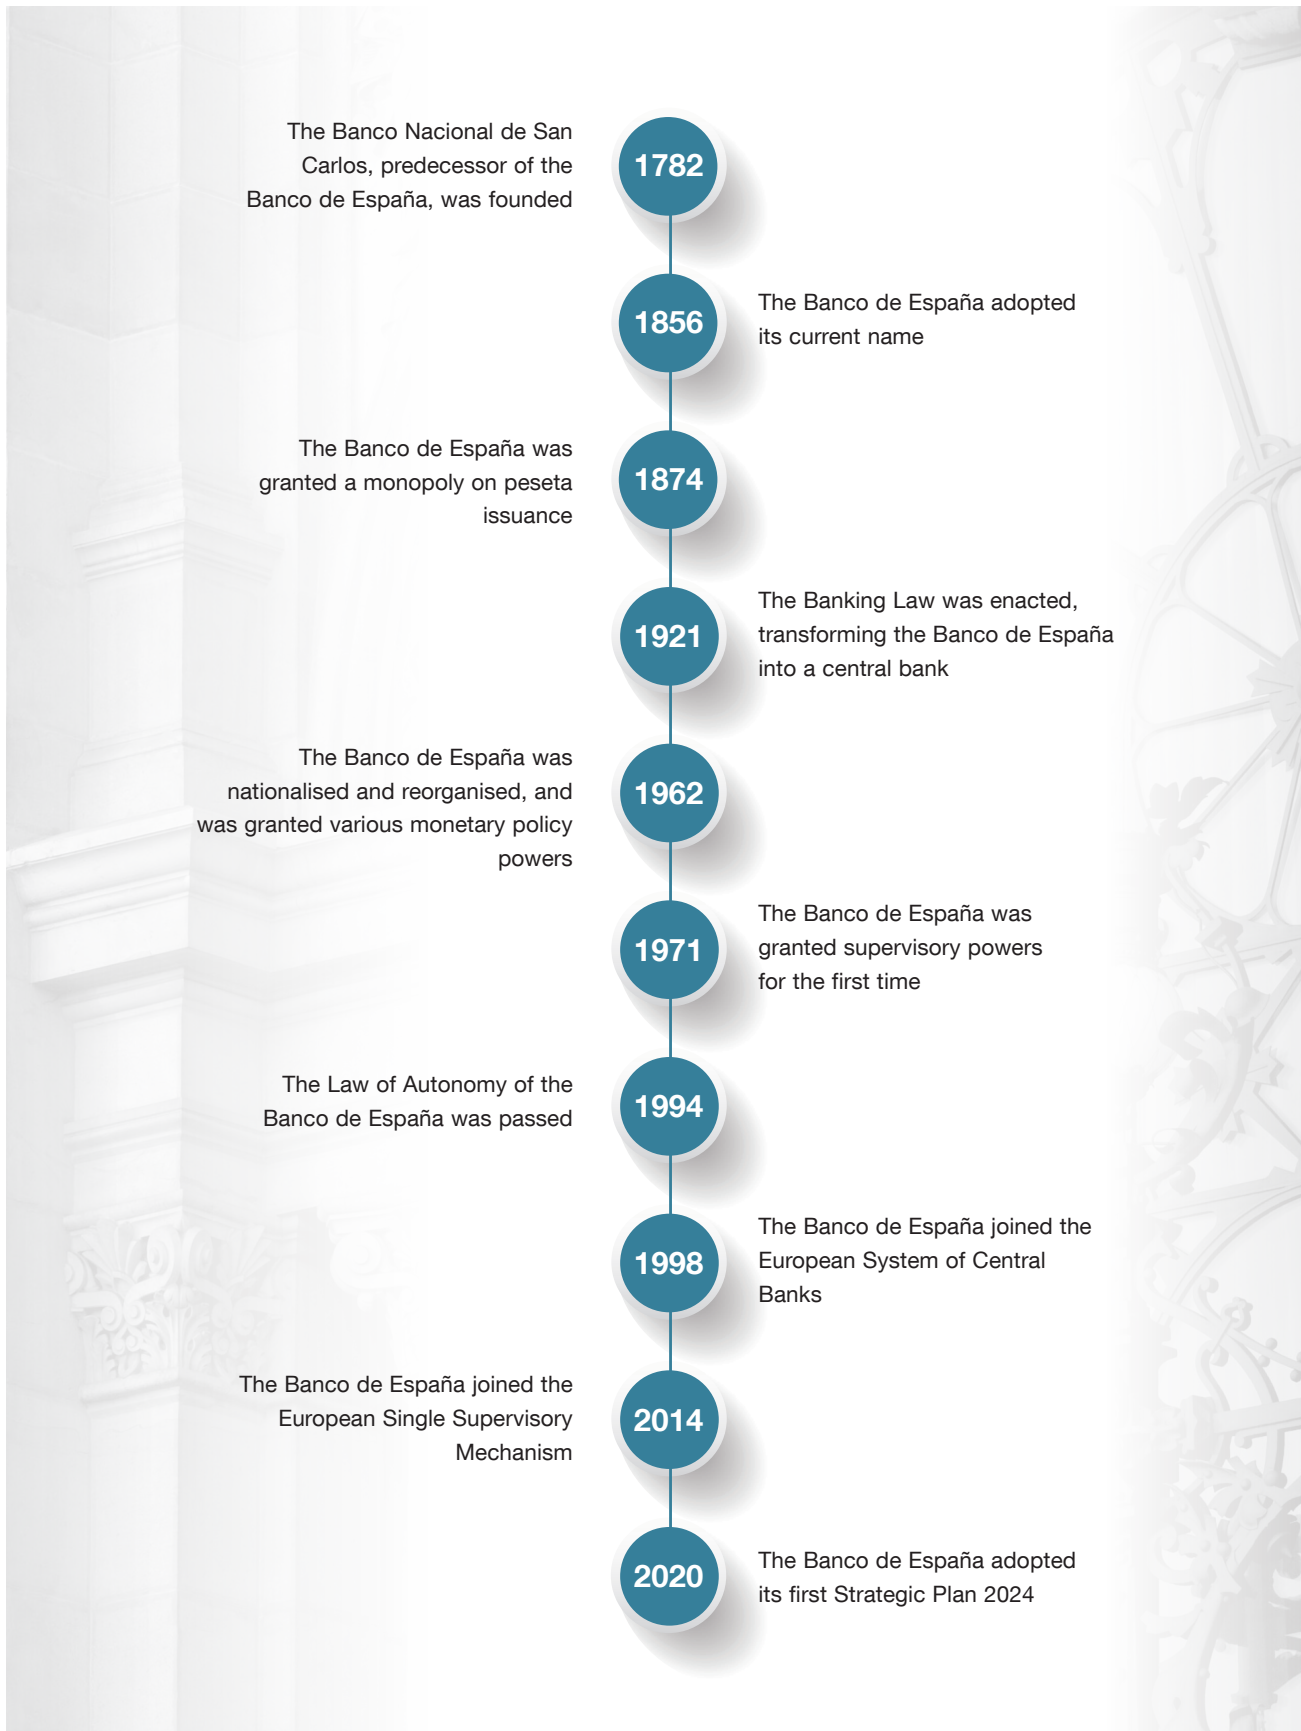 The Banco Nacional de San
Carlos, predecessor of the
Banco de España, was founded
1782
1856
The Banco de España adopted
its current name
The Banco de España was
granted a monopoly on peseta
issuance
1874
1921
The Banking Law was enacted,
transforming the Banco de España
into a central bank
The Banco de España was
nationalised and reorganised, and
was granted various monetary policy
powers
1962
1971
The Banco de España was
granted supervisory powers
for the first time
The Law of Autonomy of the
Banco de España was passed
1994
1998
The Banco de España joined the
European System of Central
Banks
The Banco de España joined the
European Single Supervisory
Mechanism
2014
2020
The Banco de España adopted
its first Strategic Plan 2024